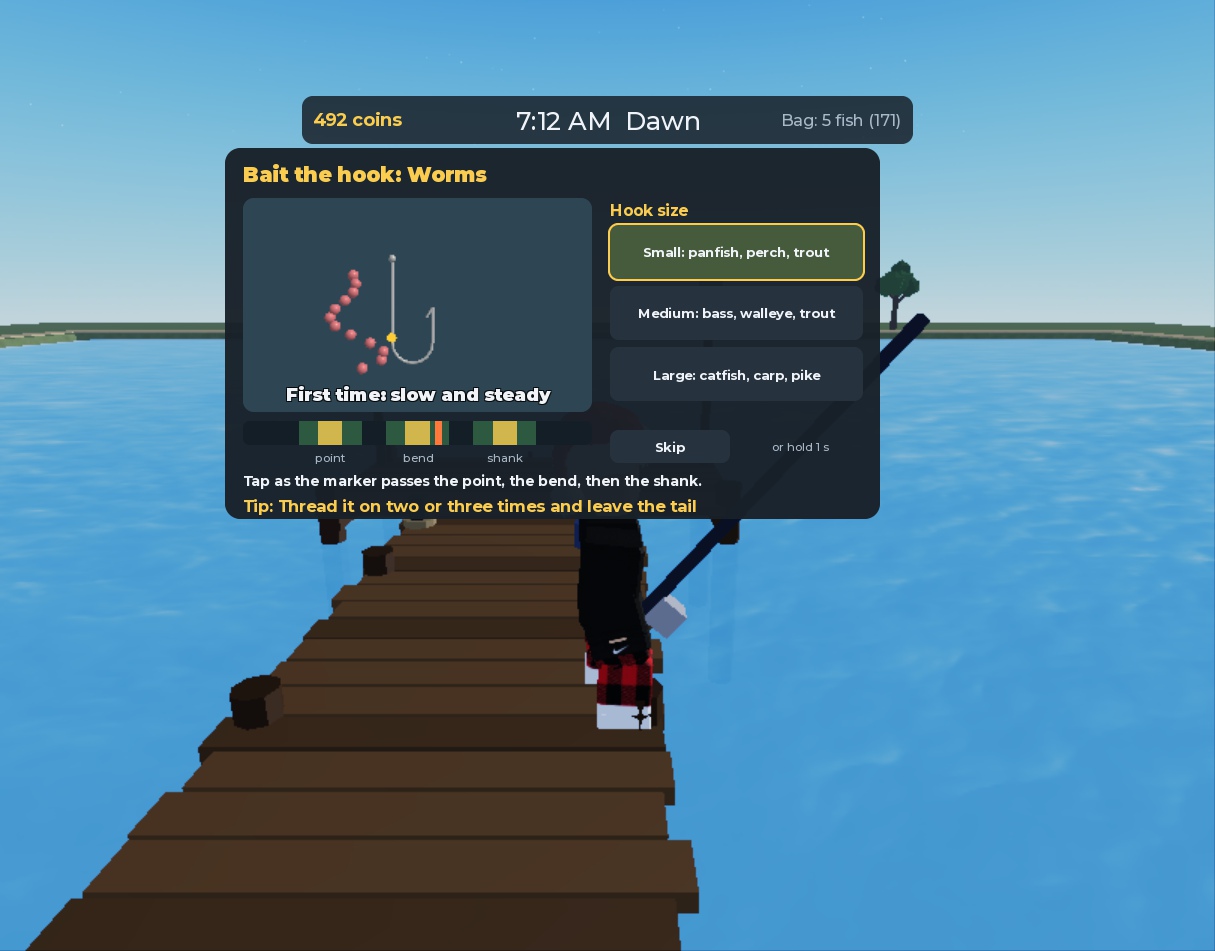 492 coins
7:12 AM Dawn
Bag: 5 fish (171)
Bait the hook: Worms
Hook size
Small: panfish, perch, trout
Medium: bass, walleye, trout
Large: catfish, carp, pike
First time: slow and steady
point
bend
shank
Skip
or hold 1 s
Tap as the marker passes the point, the bend, then the shank.
Tip: Thread it on two or three times and leave the tail